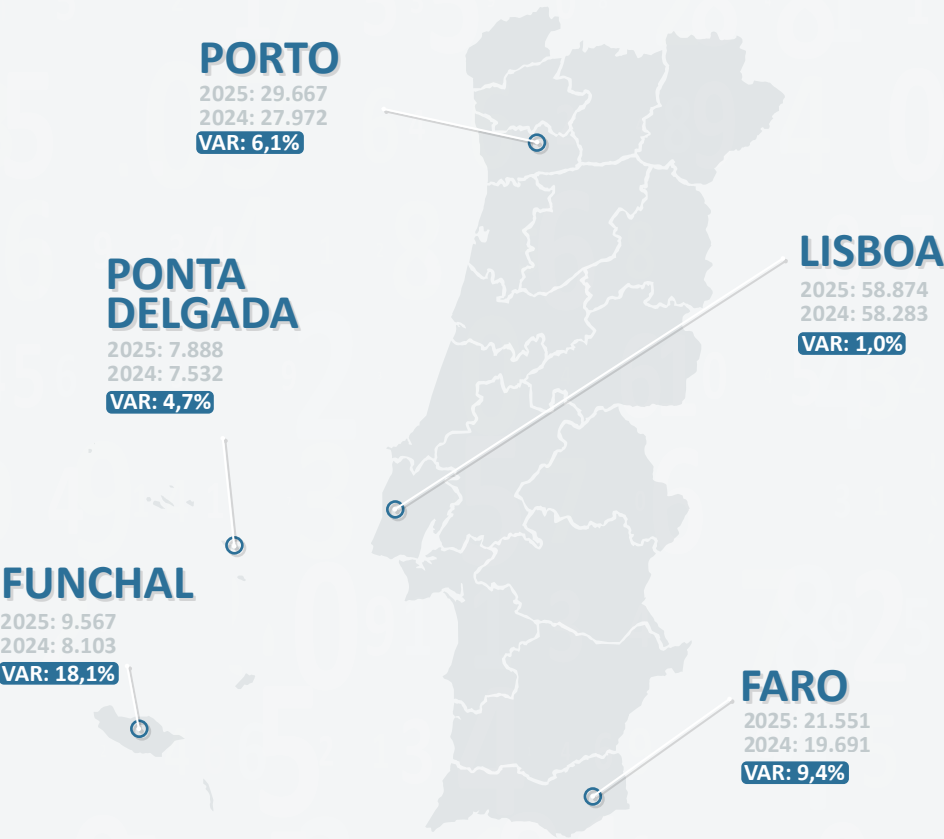 PORTO
2025: 29.667
2024: 27.972
VAR: 6,1%
LISBOA
2025: 58.874
2024: 58.283
VAR: 1,0%
PONTA
DELGADA
2025: 7.888
2024: 7.532
VAR: 4,7%
FUNCHAL
2025: 9.567
2024: 8.103
VAR: 18,1%
FARO
2025: 21.551
2024: 19.691
VAR: 9,4%